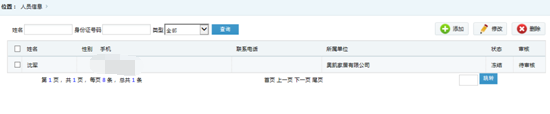 位置： 人员信息
姓名 身份证号码 类型 全部 查询 添加 修改 删除
姓名 性别 手机 联系电话 所属单位 状态 审核
沈军 奥凯家居有限公司 冻结 待审核
第 1 页，共 1 页，每页 8 条，总共 1 条 首页 上一页 下一页 尾页 跳转